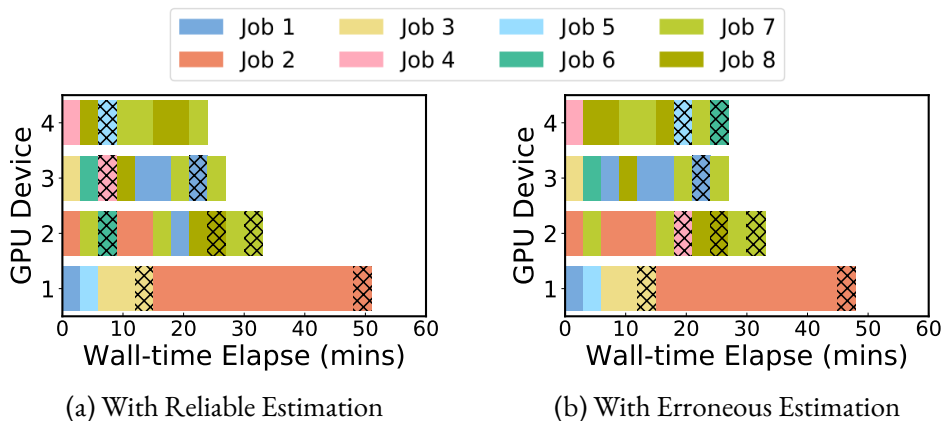 Job 1 Job 3 Job 5 Job 7
Job 2 Job 4 Job 6 Job 8
GPU Device
4
3
2
1
0 10 20 30 40 50 60
Wall-time Elapse (mins)
(a) With Reliable Estimation
GPU Device
4
3
2
1
0 10 20 30 40 50 60
Wall-time Elapse (mins)
(b) With Erroneous Estimation